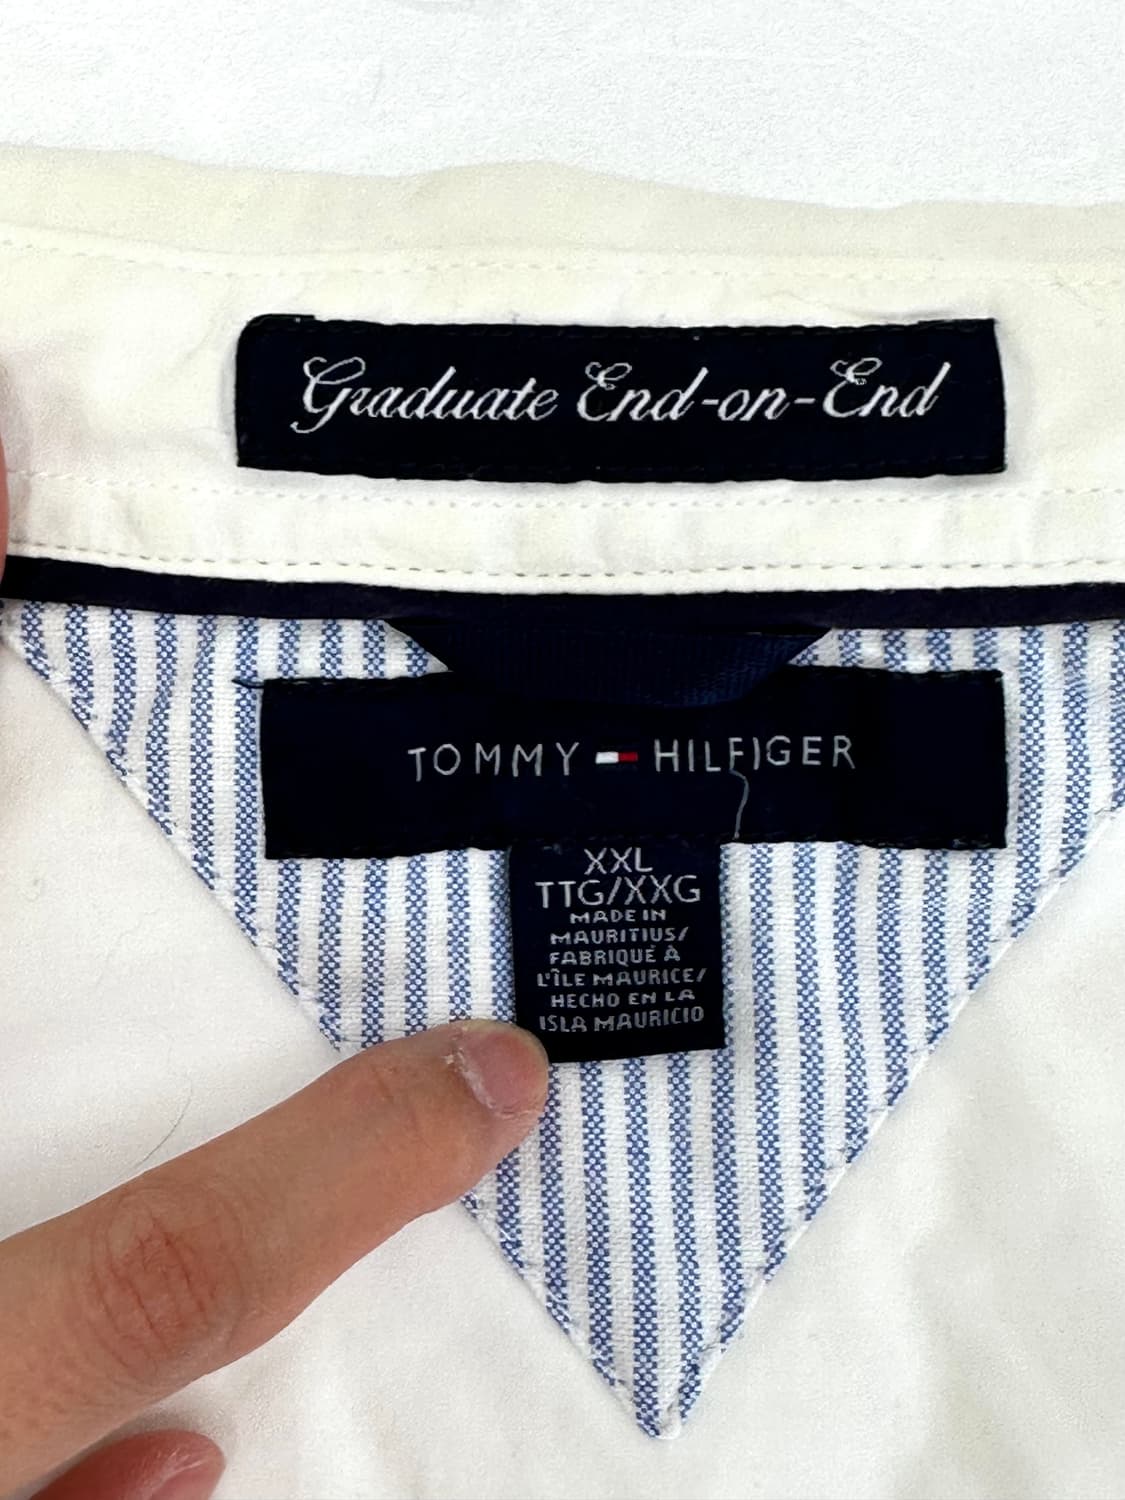 Graduate End-on-End
TOMMY HILFIGER
XXL
TTG/XXG
MADE IN
MAURITIUS/
FABRIQUÉ À
L'ÎLE MAURICE/
HECHO EN LA
ISLA MAURICIO